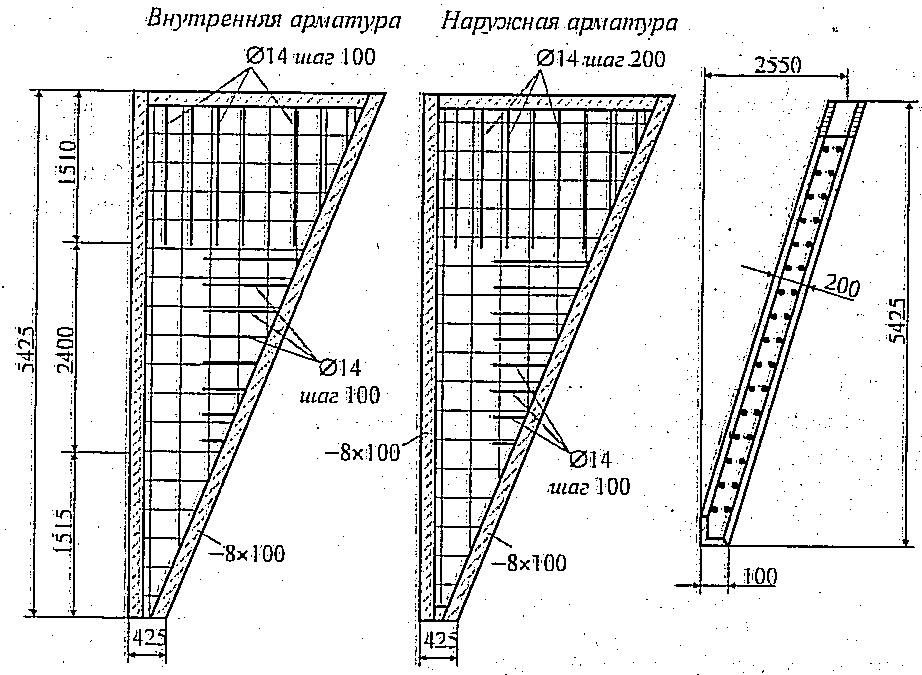 Внутренняя арматура
Ø14 шаг 100
1510
2400
5425
1515
Ø14
шаг 100
–8×100
425
Наружная арматура
Ø14 шаг 200
–8×100
Ø14
шаг 100
–8×100
425
2550
200
5425
100